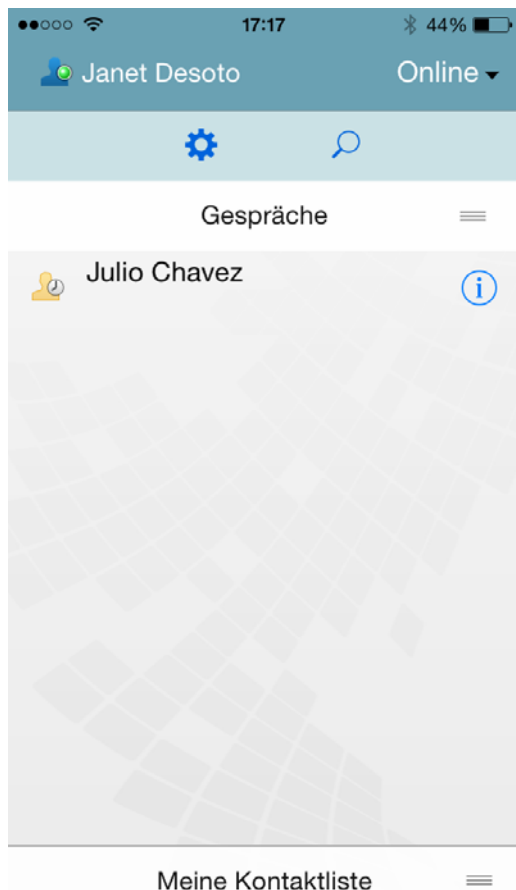 17:17 44%
Janet Desoto Online
Gespräche
Julio Chavez
Meine Kontaktliste